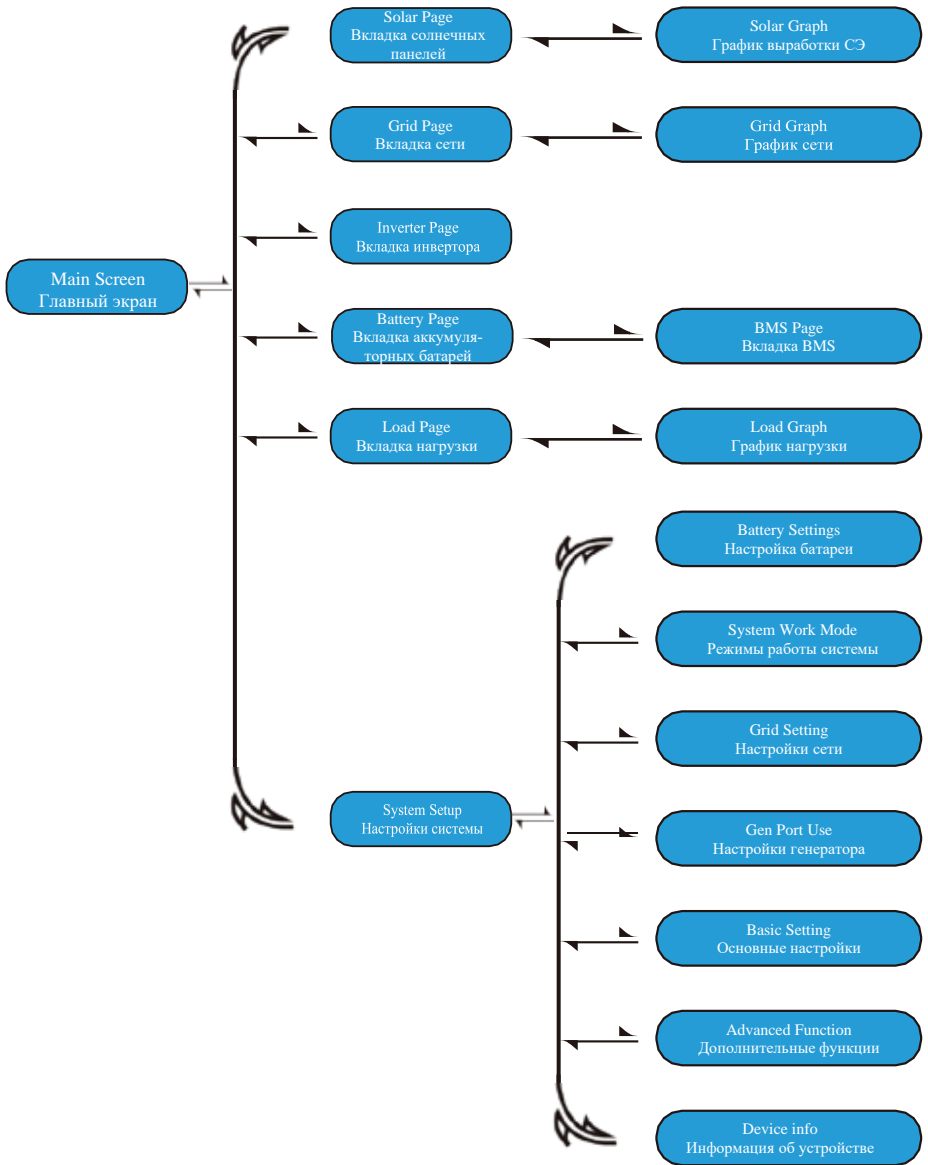 Solar Page
Вкладка солнечных
панелей
Solar Graph
График выработки СЭ
Grid Page
Вкладка сети
Grid Graph
График сети
Inverter Page
Вкладка инвертора
Main Screen
Главный экран
Battery Page
Вкладка аккумуля-
торных батарей
BMS Page
Вкладка BMS
Load Page
Вкладка нагрузки
Load Graph
График нагрузки
Battery Settings
Настройка батареи
System Work Mode
Режимы работы системы
Grid Setting
Настройки сети
System Setup
Настройки системы
Gen Port Use
Настройки генератора
Basic Setting
Основные настройки
Advanced Function
Дополнительные функции
Device info
Информация об устройстве